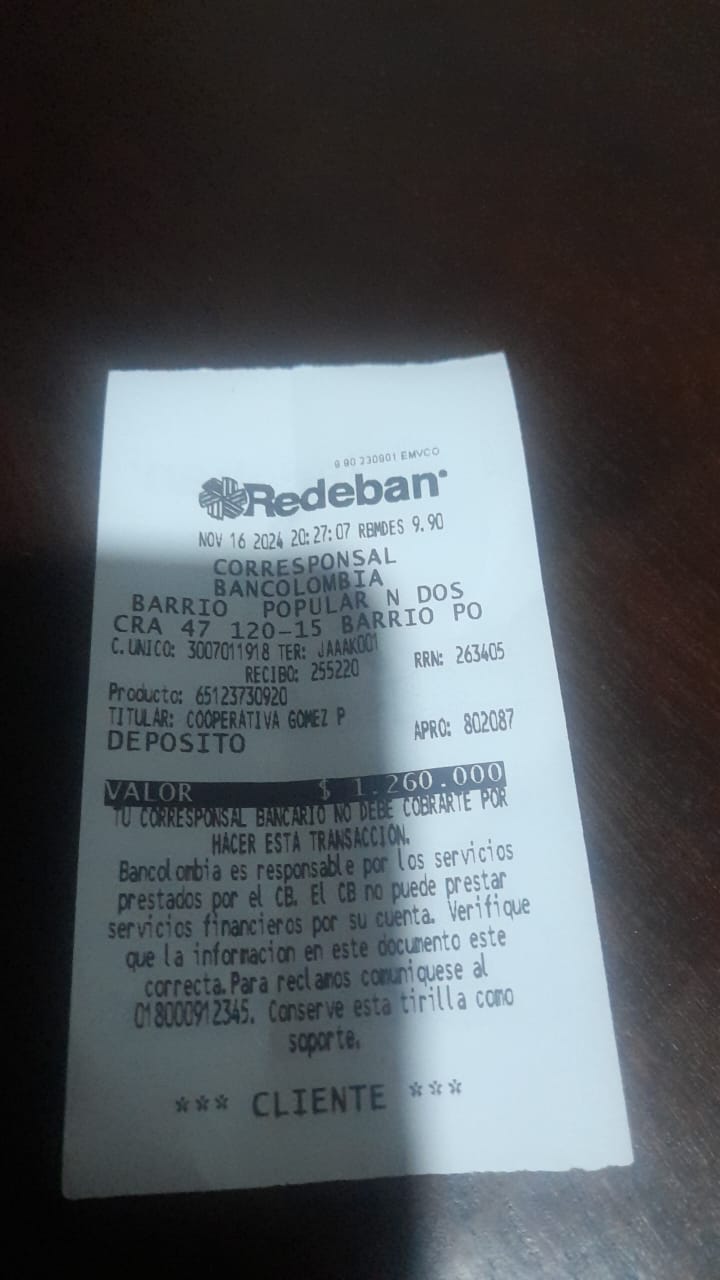 9.90 230901 EMVCO
Redeban
NOV 16 2024 20:27:07 RBMDES 9.90
CORRESPONSAL
BANCOLOMBIA
BARRIO POPULAR N DOS
CRA 47 120-15 BARRIO PO
C.UNICO: 3007011918 TER: JAAAK001
RECIBO: 255220 RRN: 263405
Producto: 65123730920
TITULAR: COOPERATIVA GOMEZ P
DEPOSITO APRO: 802087
VALOR $ 1.260.000
TU CORRESPONSAL BANCARIO NO DEBE COBRARTE POR
HACER ESTA TRANSACCION.
Bancolombia es responsable por los servicios
prestados por el CB. El CB no puede prestar
servicios financieros por su cuenta. Verifique
que la informacion en este documento este
correcta.Para reclamos comuniquese al
018000912345. Conserve esta tirilla como
soporte.
*** CLIENTE ***